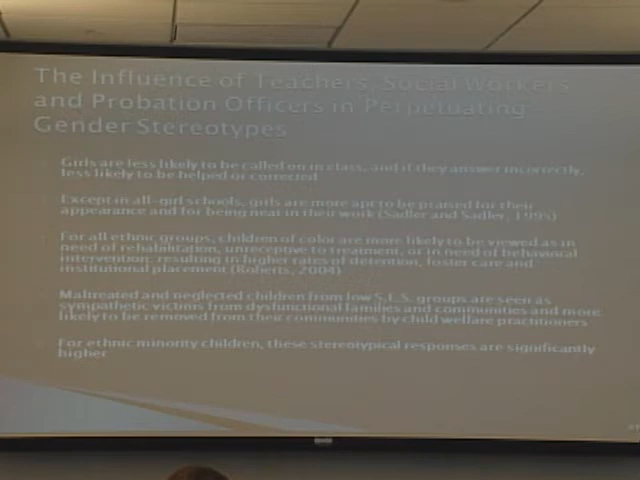 The Influence of Teachers, Social Workers
and Probation Officers in Perpetuating
Gender Stereotypes
Girls are less likely to be called on in class, and if they answer incorrectly,
less likely to be helped or corrected
Except in all-girl schools, girls are more apt to be praised for their
appearance and for being neat in their work (Sadler and Sadler, 1995)
For all ethnic groups, children of color are more likely to be viewed as in
need of rehabilitation, unreceptive to treatment, or in need of behavioral
intervention; resulting in higher rates of detention, foster care and
institutional placement (Roberts, 2004)
Maltreated and neglected children from low S.E.S. groups are seen as
sympathetic victims from dysfunctional families and communities and more
likely to be removed from their communities by child welfare practitioners
For ethnic minority children, these stereotypical responses are significantly
higher